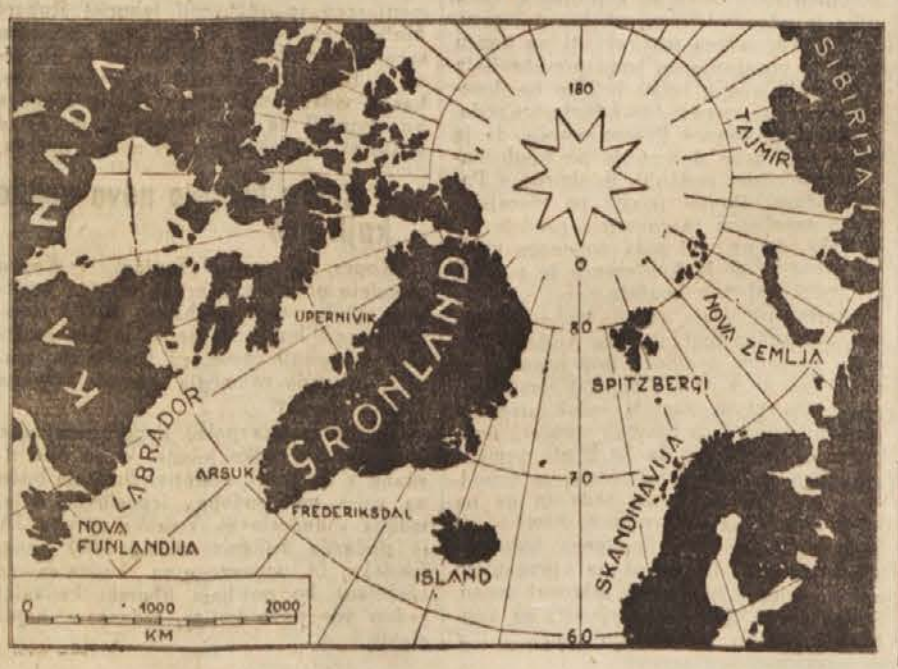 KANADA
SIBIRIJA
TAJMIR
180
0
80
70
60
NOVA ZEMLJA
SPITZBERGI
UPERNIVIK
GRÖNLAND
LABRADOR
ARSUK
FREDERIKSDAL
NOVA
FUNLANDIJA
ISLAND
SKANDINAVIJA
0 1000 2000
KM